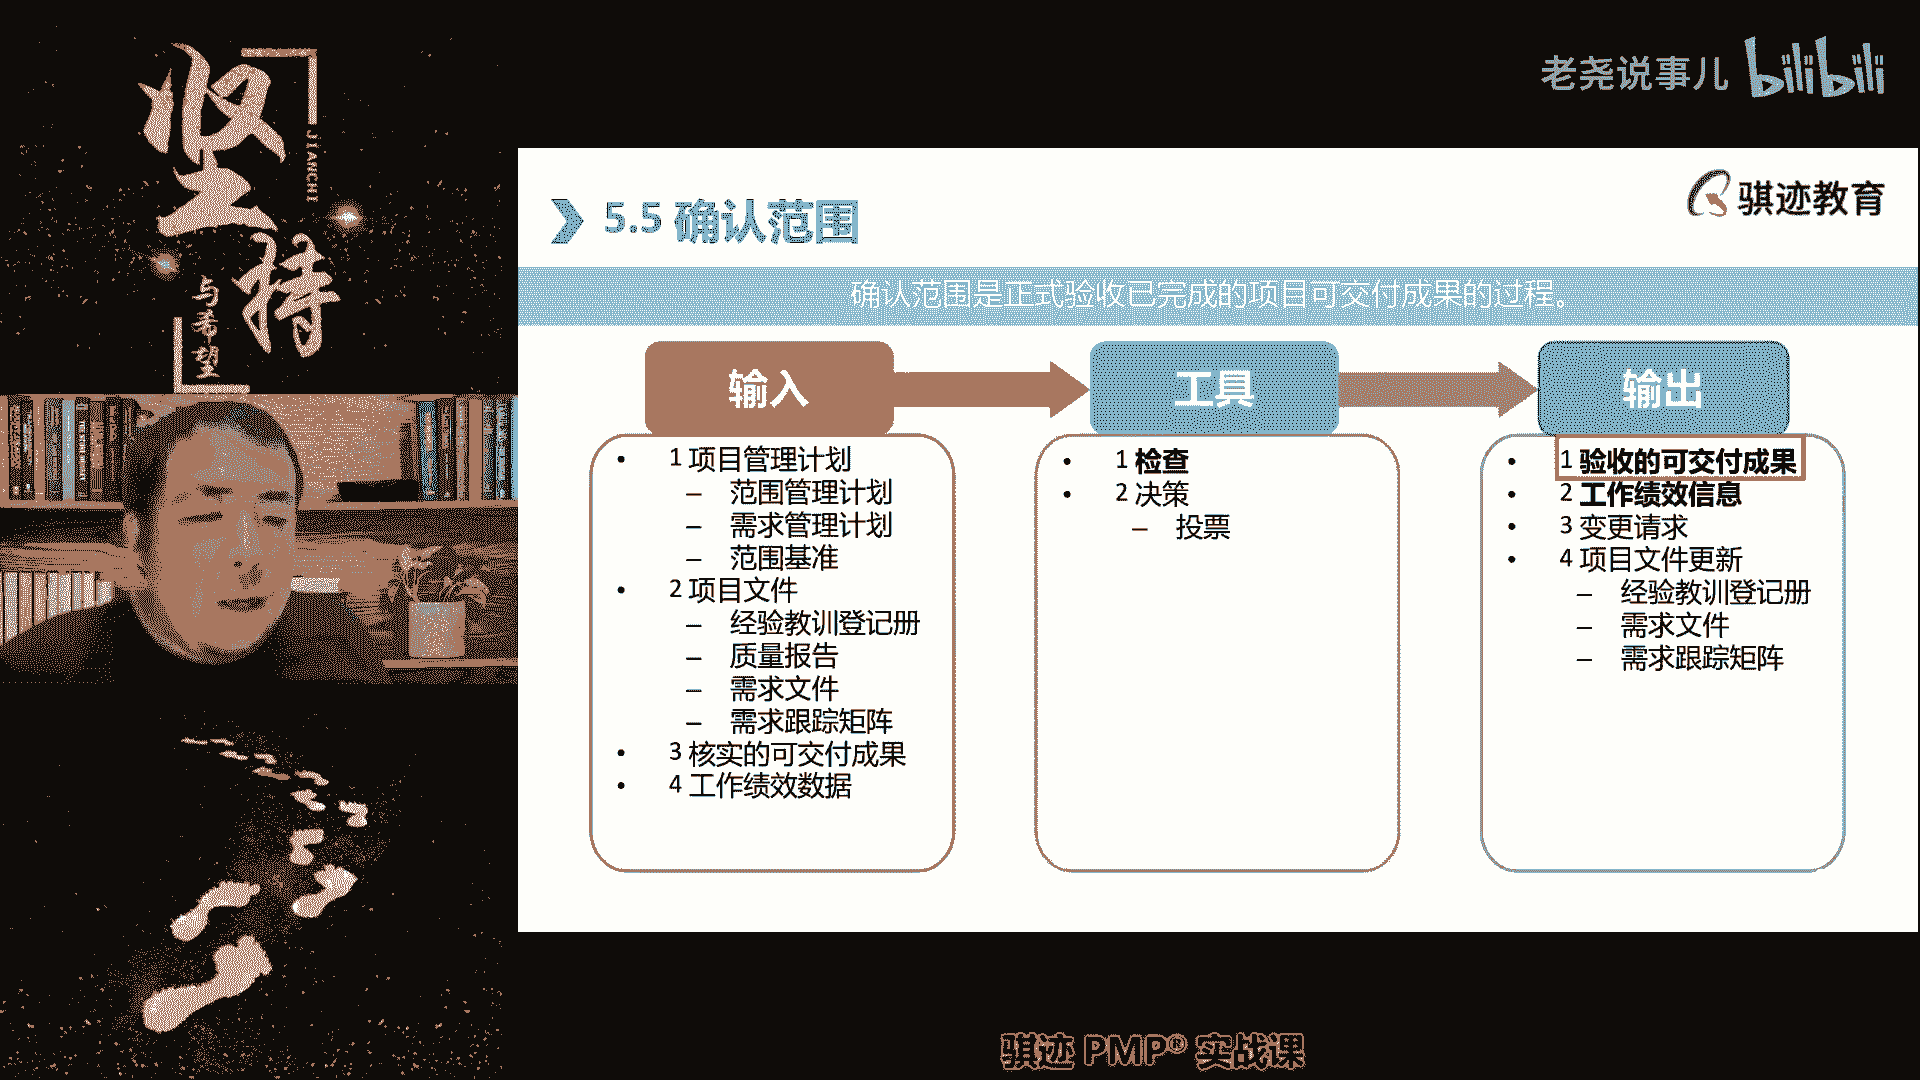 坚持
JIANCHI
与希望
老尧说事儿 bilibili
骐迹教育
5.5 确认范围
确认范围是正式验收已完成的项目可交付成果的过程。
输入
• 1 项目管理计划
– 范围管理计划
– 需求管理计划
– 范围基准
• 2 项目文件
– 经验教训登记册
– 质量报告
– 需求文件
– 需求跟踪矩阵
• 3 核实的可交付成果
• 4 工作绩效数据
工具
• 1 检查
• 2 决策
– 投票
输出
• 1 验收的可交付成果
• 2 工作绩效信息
• 3 变更请求
• 4 项目文件更新
– 经验教训登记册
– 需求文件
– 需求跟踪矩阵
骐迹 PMP® 实战课